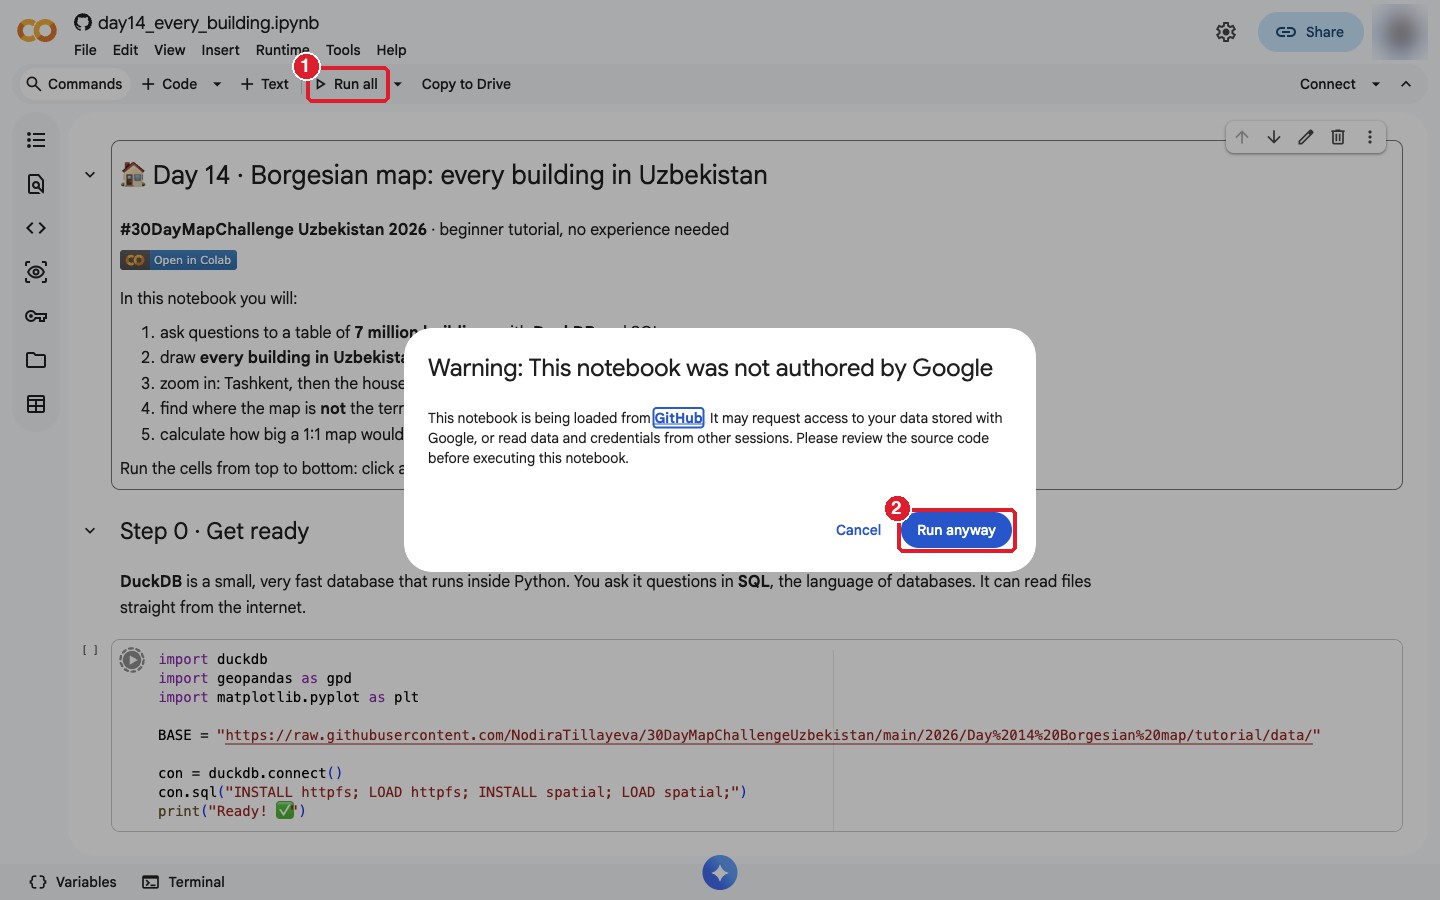 day14_every_building.ipynb
File Edit View Insert Runtime Tools Help
Share
1
Commands + Code + Text Run all Copy to Drive
Connect
Day 14 · Borgesian map: every building in Uzbekistan
#30DayMapChallenge Uzbekistan 2026 · beginner tutorial, no experience needed
Open in Colab
In this notebook you will:
1. ask questions to a table of 7 million
2. draw every building in Uzbekista
3. zoom in: Tashkent, then the house
4. find where the map is not the terr
5. calculate how big a 1:1 map would
Run the cells from top to bottom: click a
Warning: This notebook was not authored by Google
This notebook is being loaded from GitHub. It may request access to your data stored with
Google, or read data and credentials from other sessions. Please review the source code
before executing this notebook.
2
Cancel Run anyway
Step 0 · Get ready
DuckDB is a small, very fast database that runs inside Python. You ask it questions in SQL, the language of databases. It can read files
straight from the internet.
[ ]
import duckdb
import geopandas as gpd
import matplotlib.pyplot as plt
BASE = "https://raw.githubusercontent.com/NodiraTillayeva/30DayMapChallengeUzbekistan/main/2026/Day%2014%20Borgesian%20map/tutorial/data/"
con = duckdb.connect()
con.sql("INSTALL httpfs; LOAD httpfs; INSTALL spatial; LOAD spatial;")
print("Ready! ✅")
Variables Terminal